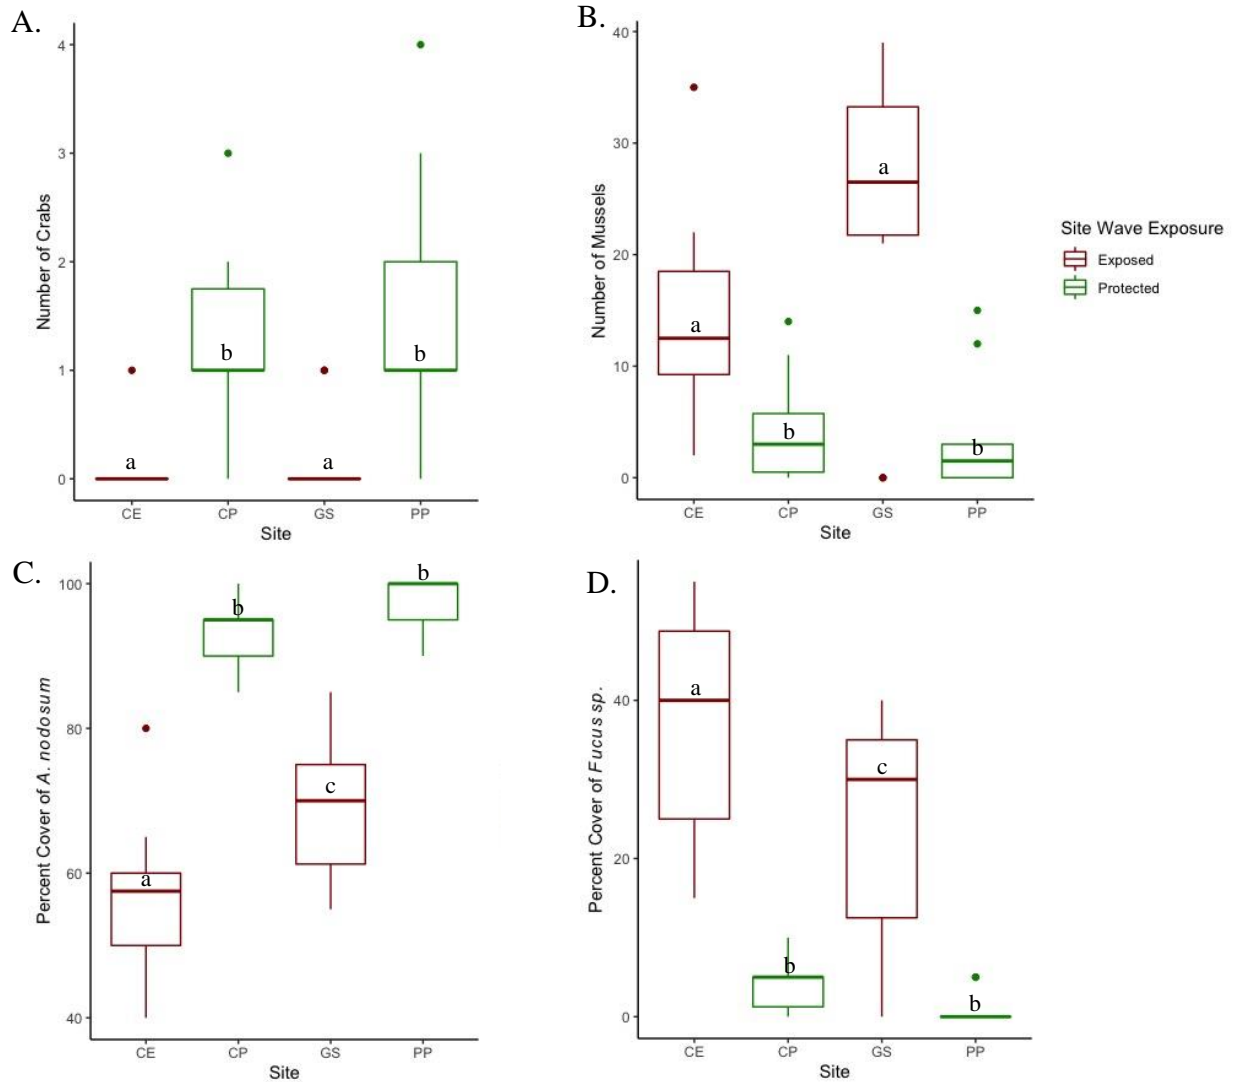 A.
Number of Crabs
4
3
2
1
0
a
b
a
b
CE CP GS PP
Site
B.
Number of Mussels
40
30
20
10
0
a
b
a
b
CE CP GS PP
Site
Site Wave Exposure
Exposed
Protected
C.
Percent Cover of A. nodosum
100
80
60
40
a
b
c
b
CE CP GS PP
Site
D.
Percent Cover of Fucus sp.
40
20
0
a
b
c
b
CE CP GS PP
Site